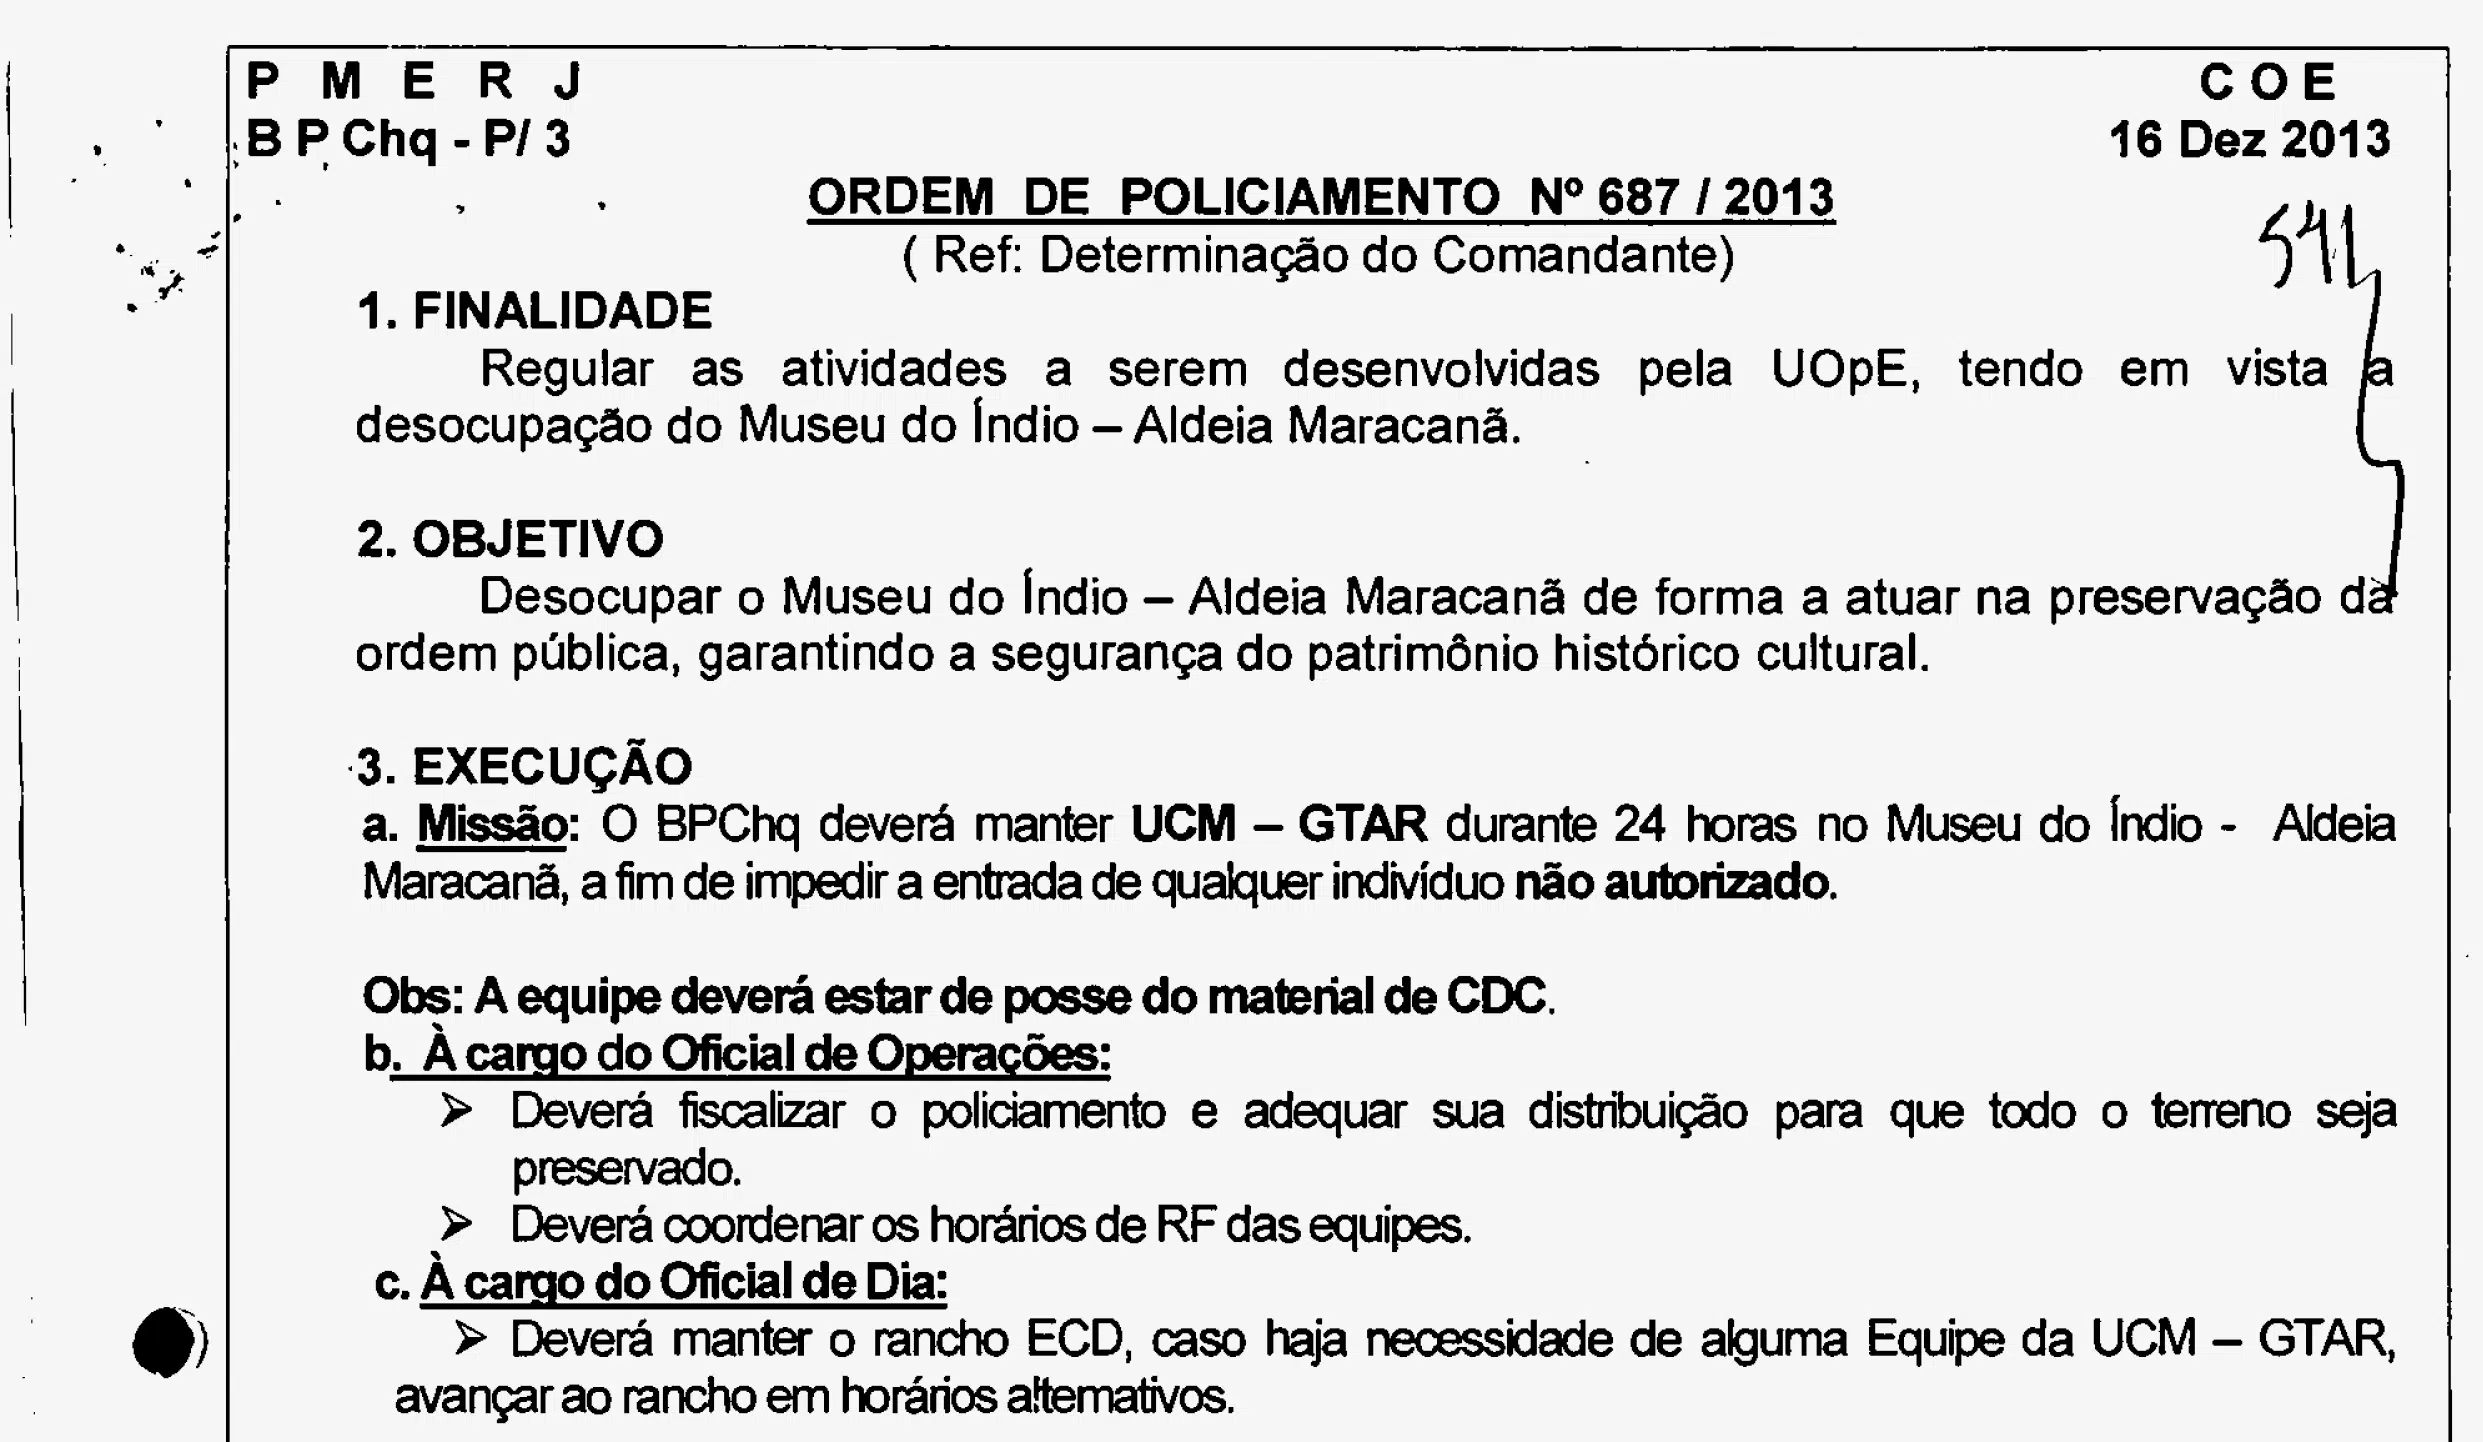 P M E R J
C O E
B P Chq - P/ 3
16 Dez 2013
ORDEM DE POLICIAMENTO Nº 687 / 2013
( Ref: Determinação do Comandante)
1. FINALIDADE
Regular as atividades a serem desenvolvidas pela UOpE, tendo em vista a
desocupação do Museu do Índio – Aldeia Maracanã.
2. OBJETIVO
Desocupar o Museu do Índio – Aldeia Maracanã de forma a atuar na preservação da
ordem pública, garantindo a segurança do patrimônio histórico cultural.
3. EXECUÇÃO
a. Missão: O BPChq deverá manter UCM – GTAR durante 24 horas no Museu do Índio - Aldeia
Maracanã, a fim de impedir a entrada de qualquer indivíduo não autorizado.
Obs: A equipe deverá estar de posse do material de CDC.
b. À cargo do Oficial de Operações:
➢ Deverá fiscalizar o policiamento e adequar sua distribuição para que todo o terreno seja
preservado.
➢ Deverá coordenar os horários de RF das equipes.
c. À cargo do Oficial de Dia:
➢ Deverá manter o rancho ECD, caso haja necessidade de alguma Equipe da UCM – GTAR,
avançar ao rancho em horários alternativos.